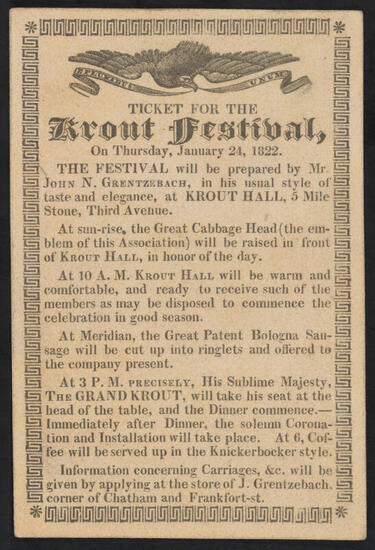 E PLURIBUS UNUM
TICKET FOR THE
Krout Festival,
On Thursday, January 24, 1822.
THE FESTIVAL will be prepared by Mr
JOHN N. GRENTZEBACH, in his usual style of
taste and elegance, at KROUT HALL, 5 Mile
Stone, Third Avenue.
At sun-rise, the Great Cabbage Head (the em-
blem of this Association) will be raised in front
of KROUT HALL, in honor of the day.
At 10 A. M. KROUT HALL will be warm and
comfortable, and ready to receive such of the
members as may be disposed to commence the
celebration in good season.
At Meridian, the Great Patent Bologna Sau-
sage will be cut up into ringlets and offered to
the company present.
At 3 P. M. PRECISELY, His Sublime Majesty,
THE GRAND KROUT, will take his seat at the
head of the table, and the Dinner commence.—
Immediately after Dinner, the solemn Corona-
tion and Installation will take place. At 6, Cof-
fee will be served up in the Knickerbocker style.
Information concerning Carriages, &c. will be
given by applying at the store of J. Grentzebach.
corner of Chatham and Frankfort-st.